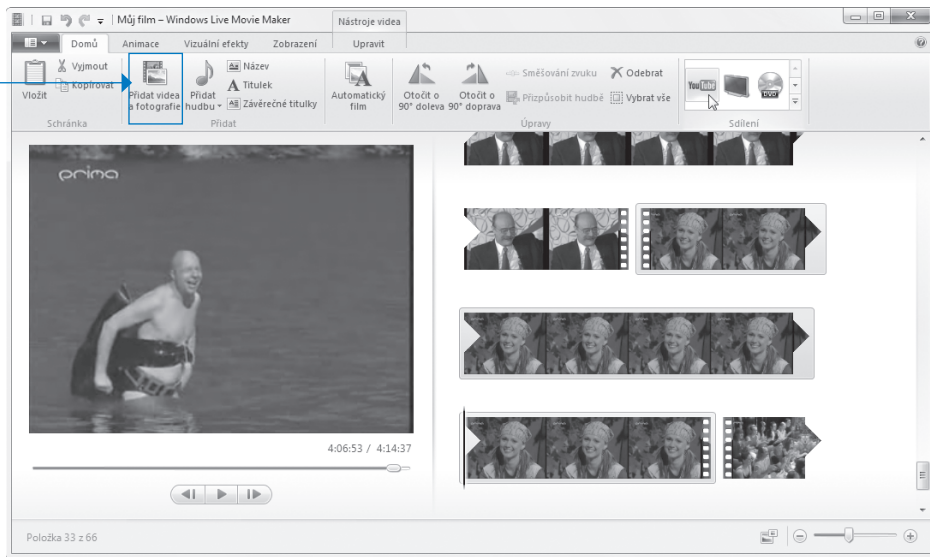 Můj film – Windows Live Movie Maker
Nástroje videa
Domů
Animace
Vizuální efekty
Zobrazení
Upravit
Vložit
Vyjmout
Kopírovat
Schránka
Přidat videa
a fotografie
Přidat
hudbu
Název
Titulek
Závěrečné titulky
Přidat
Automatický
film
Otočit o
90° doleva
Otočit o
90° doprava
Směšování zvuku
Přizpůsobit hudbě
Odebrat
Vybrat vše
Úpravy
YouTube
DVD
Sdílení
prima
4:06:53 / 4:14:37
Položka 33 z 66